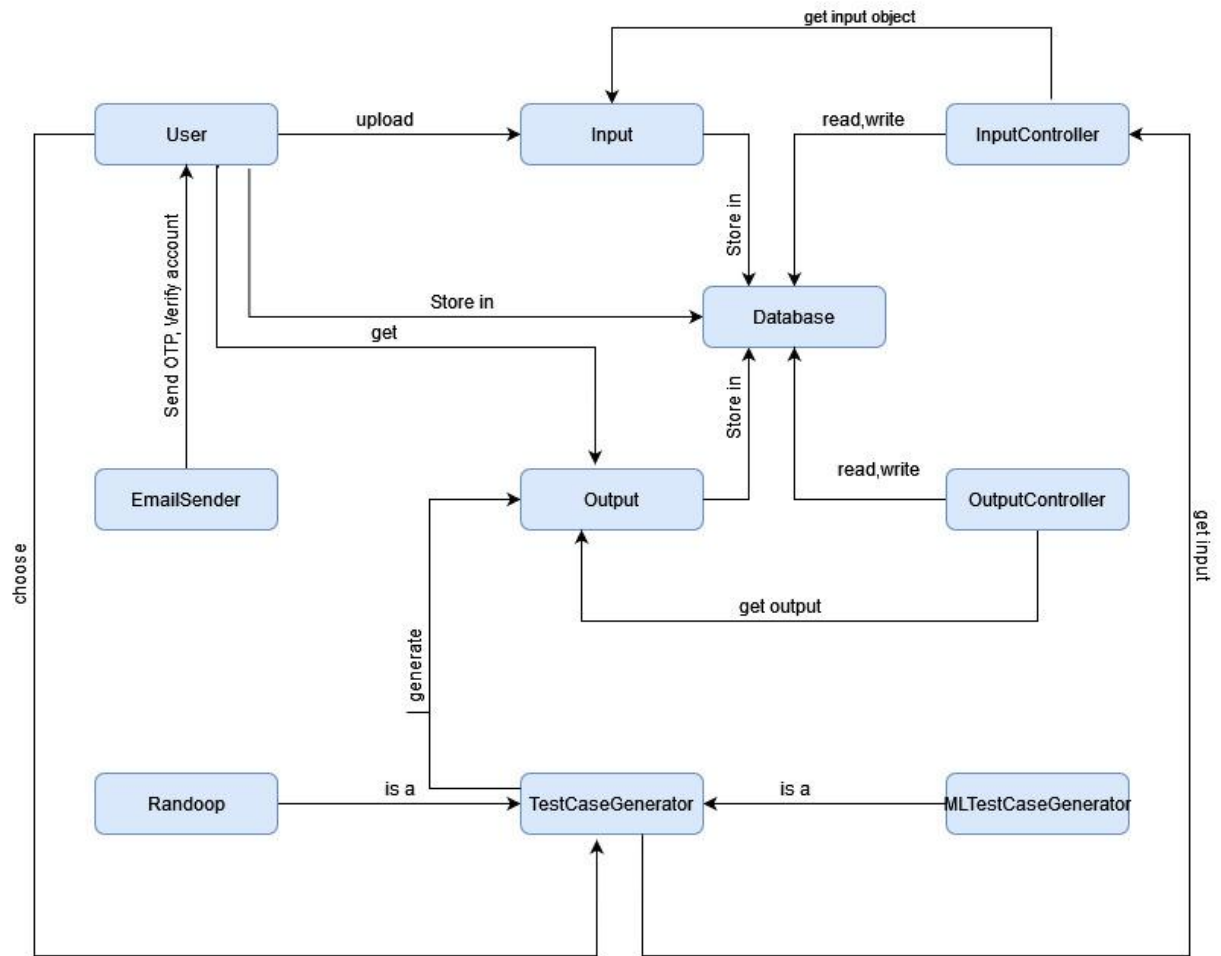 get input object
User
upload
Input
read,write
InputController
Store in
Send OTP, Verify account
Store in
Database
get
Store in
EmailSender
Output
read,write
OutputController
choose
get input
get output
generate
Randoop
is a
TestCaseGenerator
is a
MLTestCaseGenerator